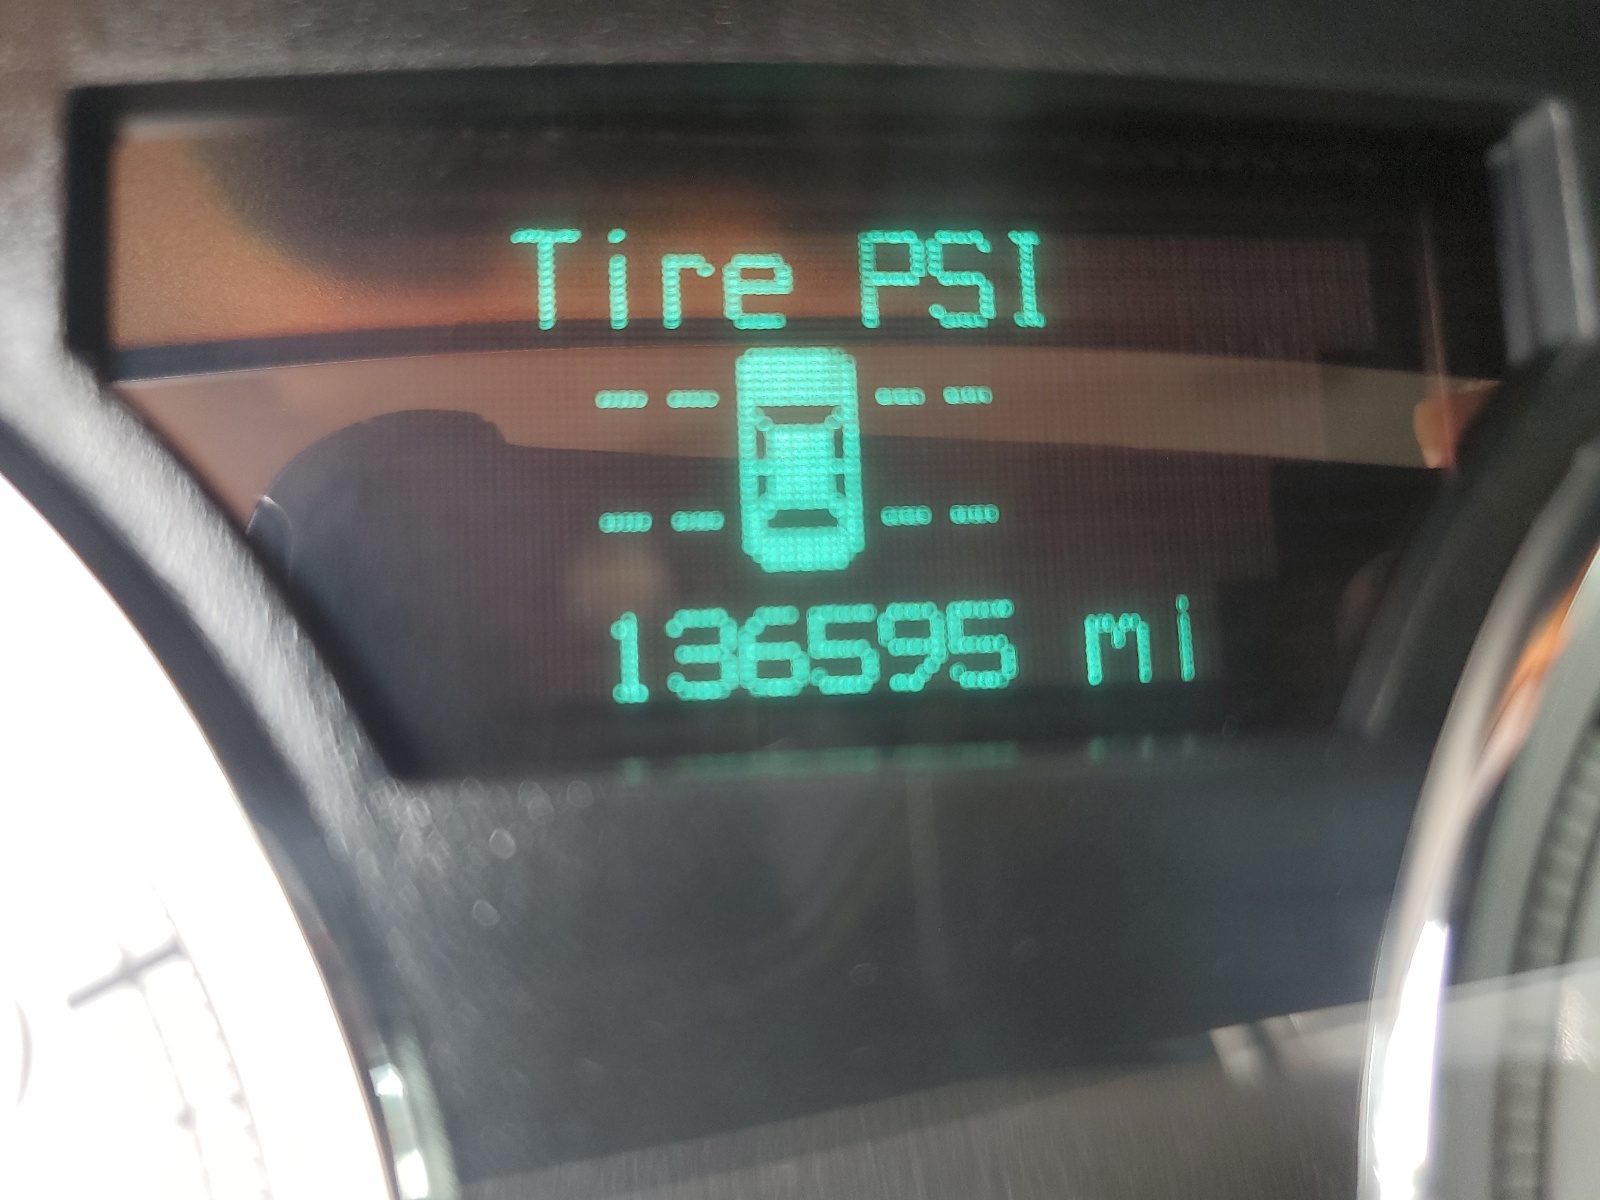 Tire PSI
-- --
-- --
136595 mi